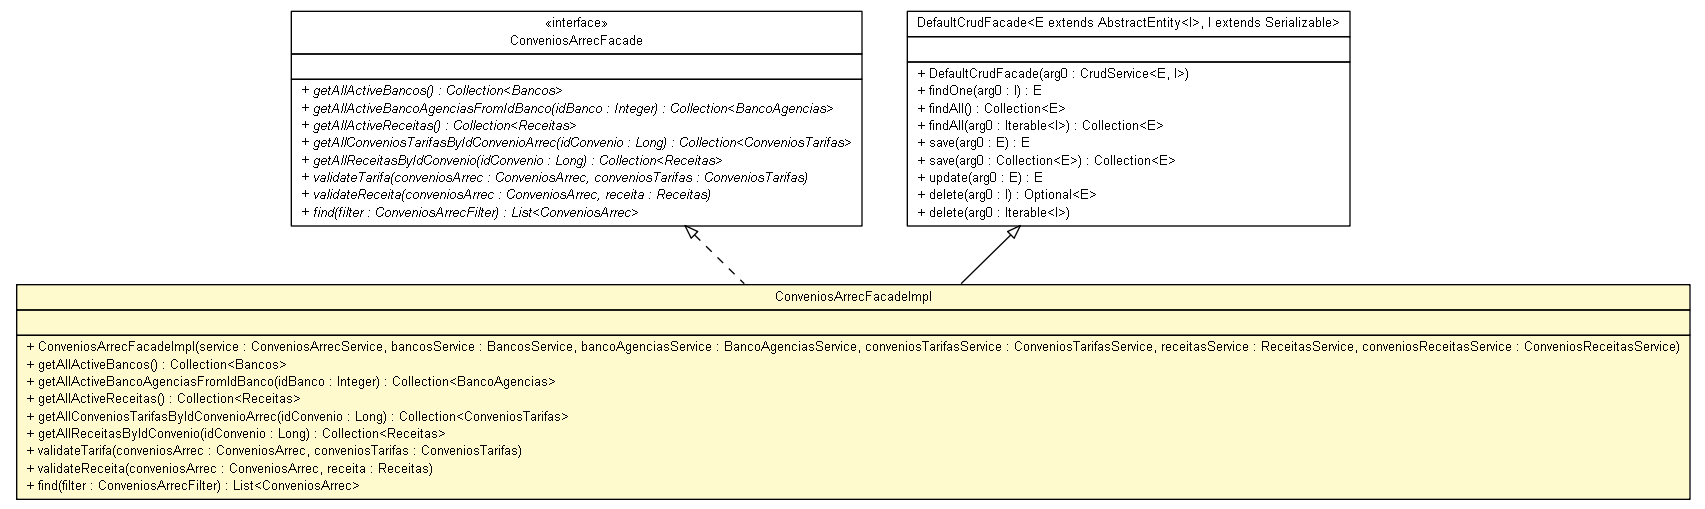 «interface»
ConveniosArrecFacade
+ getAllActiveBancos() : Collection<Bancos>
+ getAllActiveBancoAgenciasFromIdBanco(idBanco : Integer) : Collection<BancoAgencias>
+ getAllActiveReceitas() : Collection<Receitas>
+ getAllConveniosTarifasByIdConvenioArrec(idConvenio : Long) : Collection<ConveniosTarifas>
+ getAllReceitasByIdConvenio(idConvenio : Long) : Collection<Receitas>
+ validateTarifa(conveniosArrec : ConveniosArrec, conveniosTarifas : ConveniosTarifas)
+ validateReceita(conveniosArrec : ConveniosArrec, receita : Receitas)
+ find(filter : ConveniosArrecFilter) : List<ConveniosArrec>
DefaultCrudFacade<E extends AbstractEntity<I>, I extends Serializable>
+ DefaultCrudFacade(arg0 : CrudService<E, I>)
+ findOne(arg0 : I) : E
+ findAll() : Collection<E>
+ findAll(arg0 : Iterable<I>) : Collection<E>
+ save(arg0 : E) : E
+ save(arg0 : Collection<E>) : Collection<E>
+ update(arg0 : E) : E
+ delete(arg0 : I) : Optional<E>
+ delete(arg0 : Iterable<I>)
ConveniosArrecFacadeImpl
+ ConveniosArrecFacadeImpl(service : ConveniosArrecService, bancosService : BancosService, bancoAgenciasService : BancoAgenciasService, conveniosTarifasService : ConveniosTarifasService, receitasService : ReceitasService, conveniosReceitasService : ConveniosReceitasService)
+ getAllActiveBancos() : Collection<Bancos>
+ getAllActiveBancoAgenciasFromIdBanco(idBanco : Integer) : Collection<BancoAgencias>
+ getAllActiveReceitas() : Collection<Receitas>
+ getAllConveniosTarifasByIdConvenioArrec(idConvenio : Long) : Collection<ConveniosTarifas>
+ getAllReceitasByIdConvenio(idConvenio : Long) : Collection<Receitas>
+ validateTarifa(conveniosArrec : ConveniosArrec, conveniosTarifas : ConveniosTarifas)
+ validateReceita(conveniosArrec : ConveniosArrec, receita : Receitas)
+ find(filter : ConveniosArrecFilter) : List<ConveniosArrec>